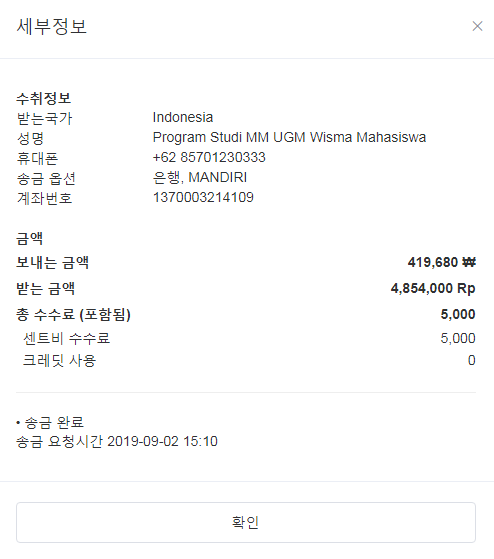 세부정보
×
수취정보
받는국가 Indonesia
성명 Program Studi MM UGM Wisma Mahasiswa
휴대폰 +62 85701230333
송금 옵션 은행, MANDIRI
계좌번호 1370003214109
금액
보내는 금액 419,680 ₩
받는 금액 4,854,000 Rp
총 수수료 (포함됨) 5,000
센트비 수수료 5,000
크레딧 사용 0
• 송금 완료
송금 요청시간 2019-09-02 15:10
확인